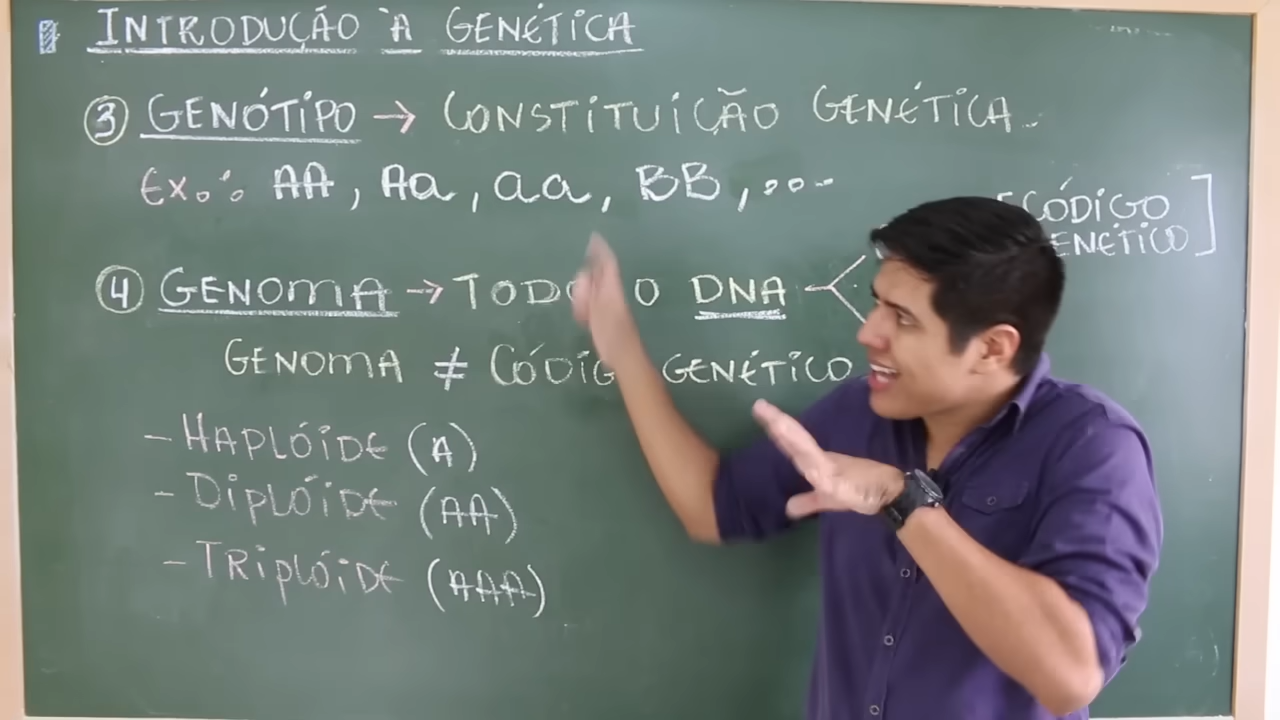 INTRODUÇÃO À GENÉTICA
3 GENÓTIPO → CONSTITUIÇÃO GENÉTICA.
Ex.: AA, Aa, aa, BB, ...
[CÓDIGO
4 GENOMA → TODO O DNA
GENOMA ≠ CÓDIGO GENÉTICO
- HAPLÓIDE (A)
- DIPLÓIDE (AA)
- TRIPLÓIDE (AAA)